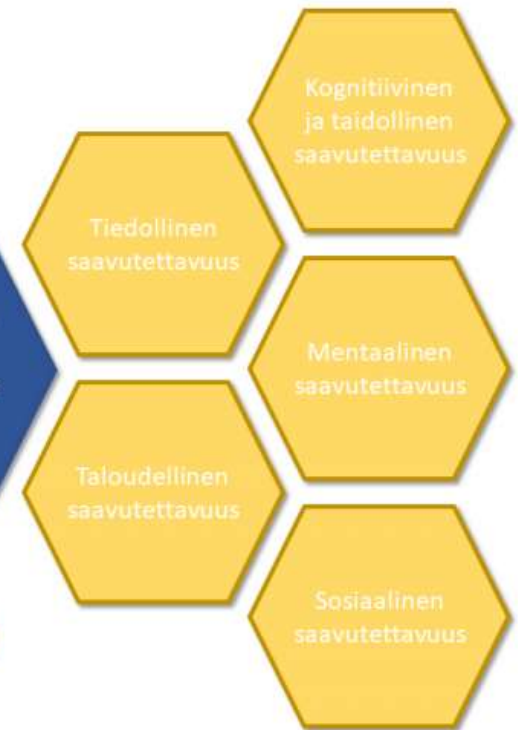 Kognitiivinen
ja taidollinen
saavutettavuus
Tiedollinen
saavutettavuus
Mentaalinen
saavutettavuus
Taloudellinen
saavutettavuus
Sosiaalinen
saavutettavuus